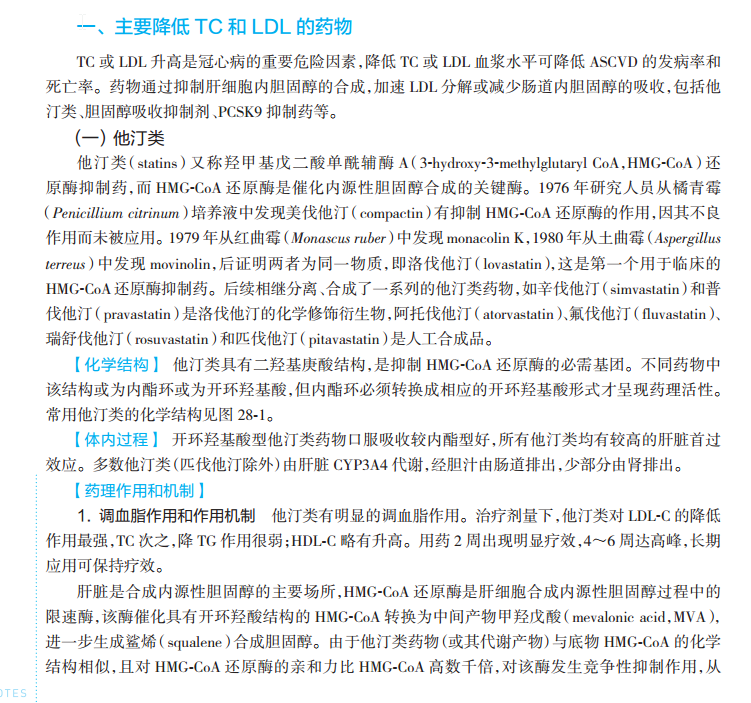 一、主要降低 TC 和 LDL 的药物
TC 或 LDL 升高是冠心病的重要危险因素,降低 TC 或 LDL 血浆水平可降低 ASCVD 的发病率和
死亡率。药物通过抑制肝细胞内胆固醇的合成,加速 LDL 分解或减少肠道内胆固醇的吸收,包括他
汀类、胆固醇吸收抑制剂、PCSK9 抑制药等。
(一) 他汀类
他汀类(statins)又称羟甲基戊二酸单酰辅酶 A(3-hydroxy-3-methylglutaryl CoA,HMG-CoA)还
原酶抑制药,而 HMG-CoA 还原酶是催化内源性胆固醇合成的关键酶。1976 年研究人员从橘青霉
(Penicillium citrinum)培养液中发现美伐他汀(compactin)有抑制 HMG-CoA 还原酶的作用,因其不良
作用而未被应用。1979 年从红曲霉(Monascus ruber)中发现 monacolin K,1980 年从土曲霉(Aspergillus
terreus)中发现 movinolin,后证明两者为同一物质,即洛伐他汀(lovastatin),这是第一个用于临床的
HMG-CoA 还原酶抑制药。后续相继分离、合成了一系列的他汀类药物,如辛伐他汀(simvastatin)和普
伐他汀(pravastatin)是洛伐他汀的化学修饰衍生物,阿托伐他汀(atorvastatin)、氟伐他汀(fluvastatin)、
瑞舒伐他汀(rosuvastatin)和匹伐他汀(pitavastatin)是人工合成品。
【化学结构】 他汀类具有二羟基庚酸结构,是抑制 HMG-CoA 还原酶的必需基团。不同药物中
该结构或为内酯环或为开环羟基酸,但内酯环必须转换成相应的开环羟基酸形式才呈现药理活性。
常用他汀类的化学结构见图 28-1。
【体内过程】 开环羟基酸型他汀类药物口服吸收较内酯型好,所有他汀类均有较高的肝脏首过
效应。多数他汀类(匹伐他汀除外)由肝脏 CYP3A4 代谢,经胆汁由肠道排出,少部分由肾排出。
【药理作用和机制】
1. 调血脂作用和作用机制 他汀类有明显的调血脂作用。治疗剂量下,他汀类对 LDL-C 的降低
作用最强,TC 次之,降 TG 作用很弱;HDL-C 略有升高。用药 2 周出现明显疗效,4～6 周达高峰,长期
应用可保持疗效。
肝脏是合成内源性胆固醇的主要场所,HMG-CoA 还原酶是肝细胞合成内源性胆固醇过程中的
限速酶,该酶催化具有开环羟酸结构的 HMG-CoA 转换为中间产物甲羟戊酸(mevalonic acid,MVA),
进一步生成鲨烯(squalene)合成胆固醇。由于他汀类药物(或其代谢产物)与底物 HMG-CoA 的化学
结构相似,且对 HMG-CoA 还原酶的亲和力比 HMG-CoA 高数千倍,对该酶发生竞争性抑制作用,从
OTES